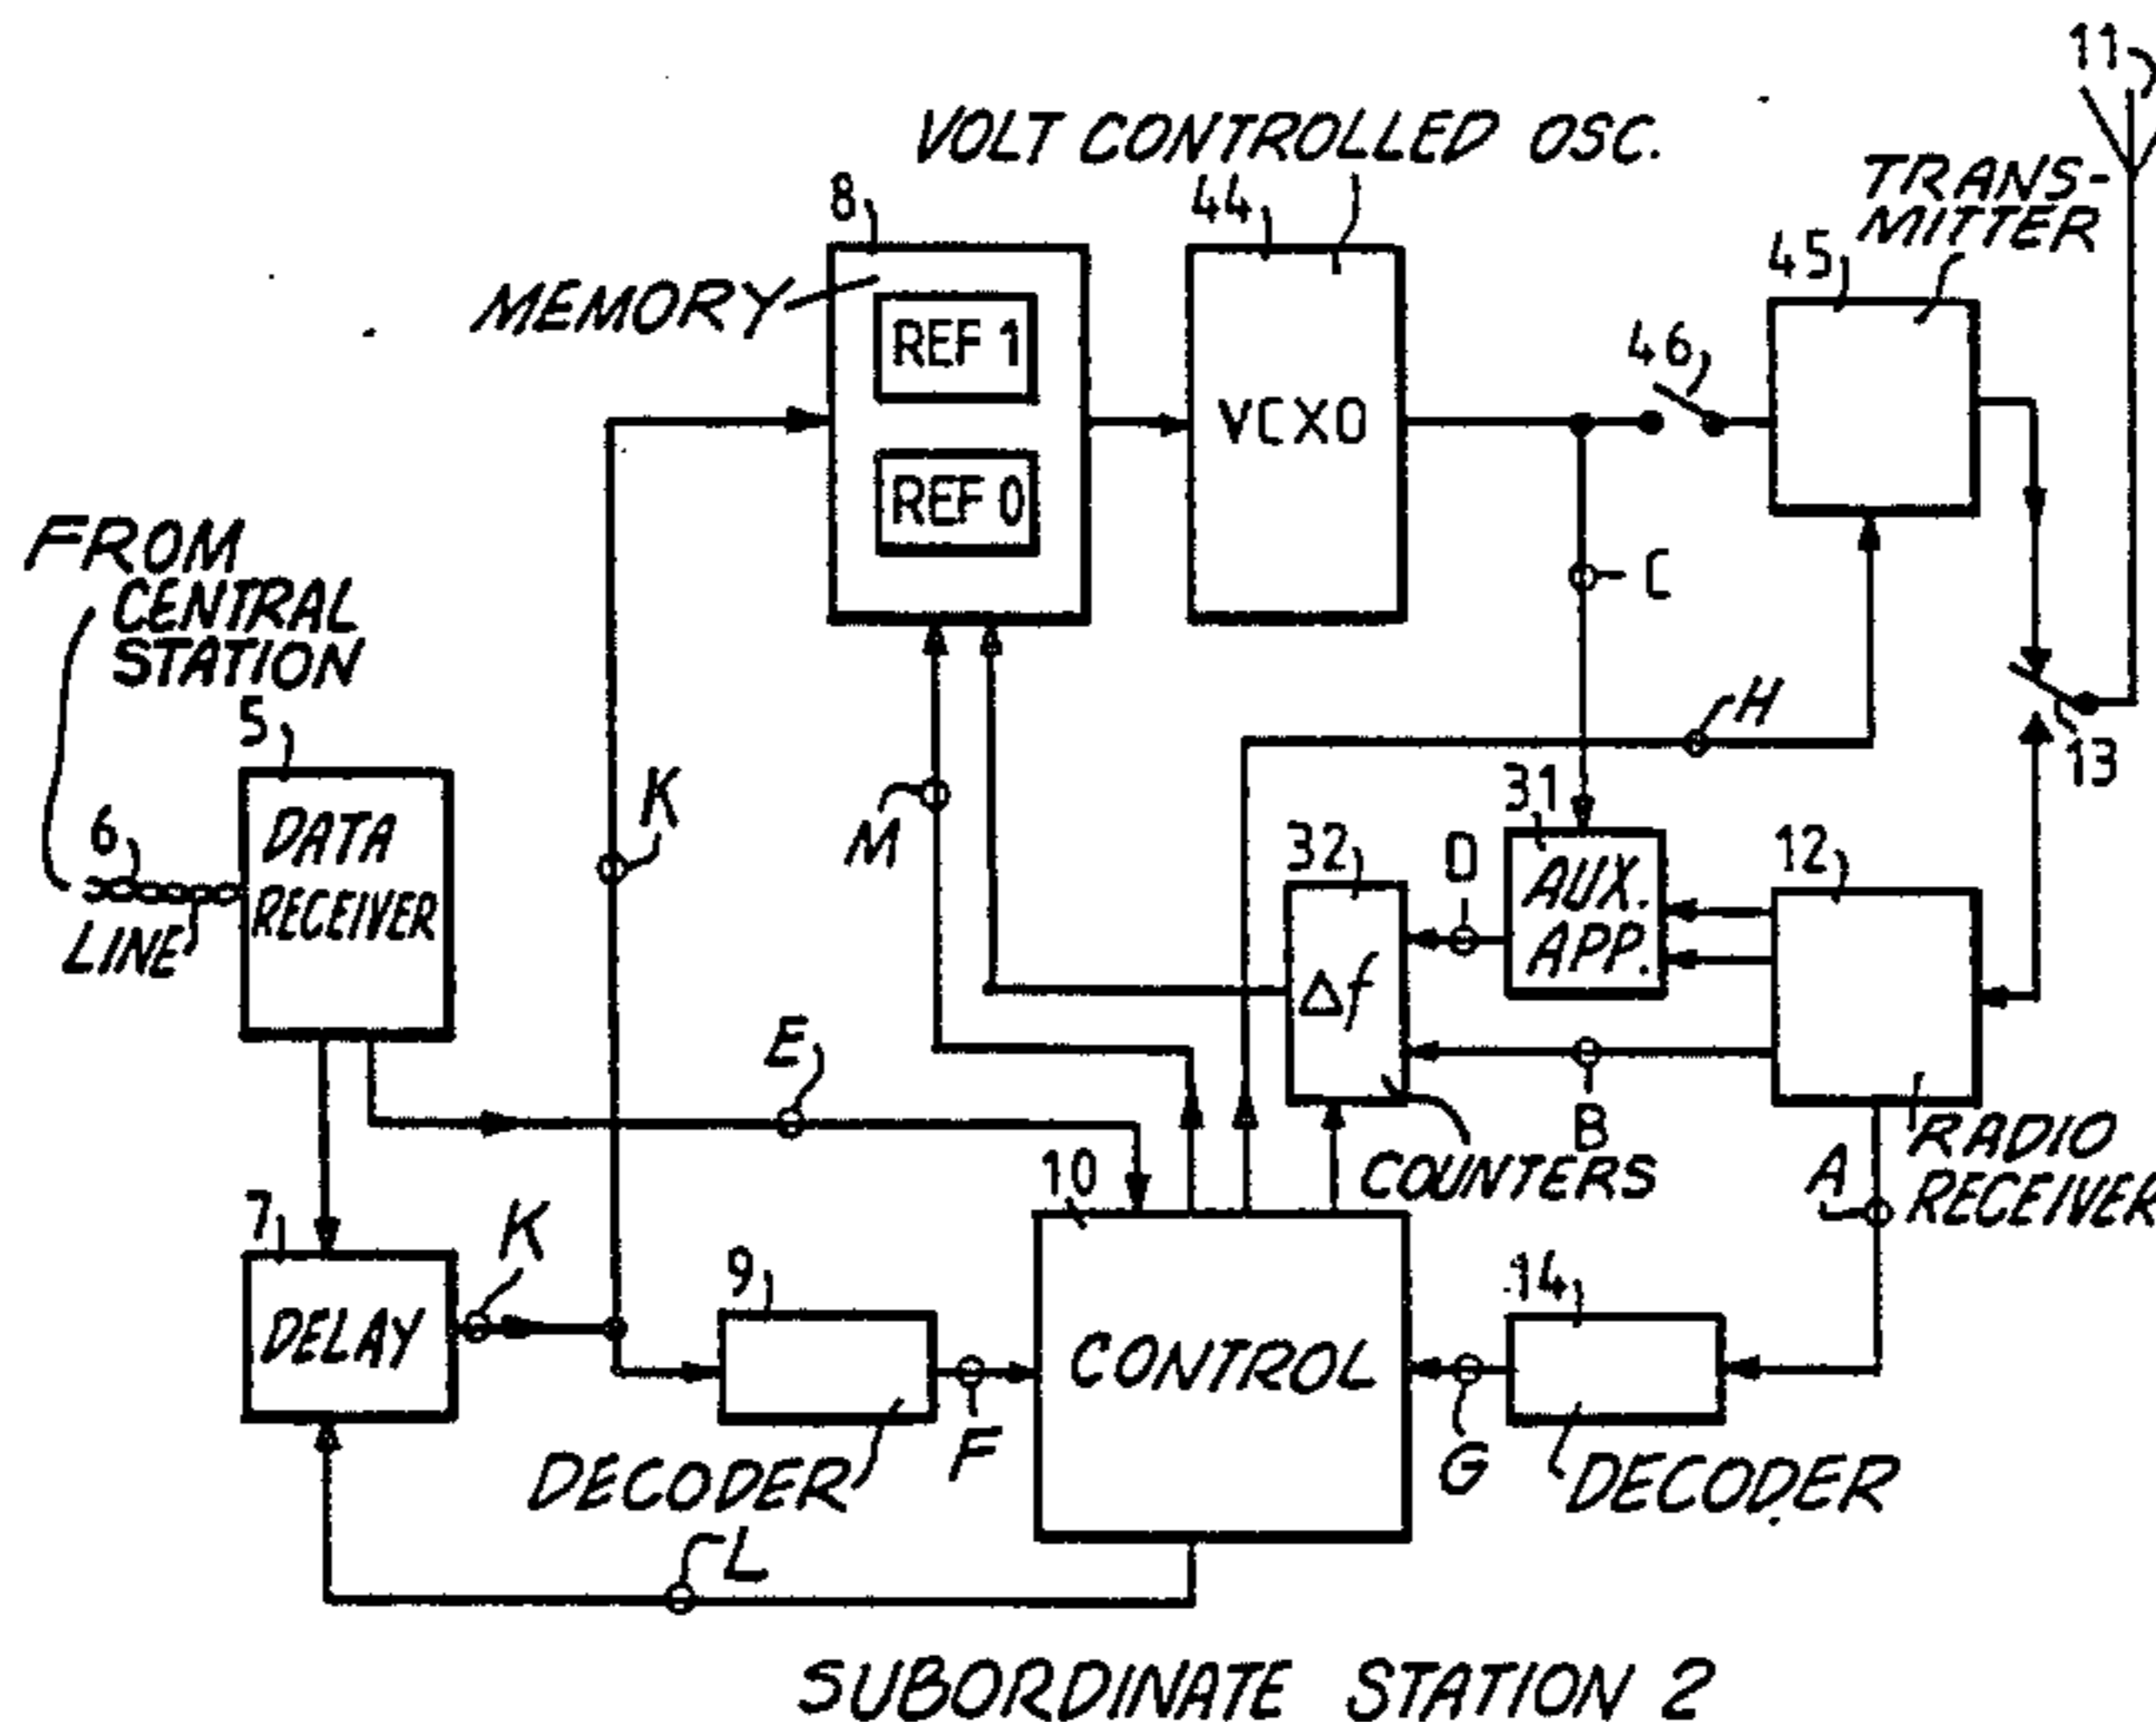 11
VOLT CONTROLLED OSC.
8
44
TRANS-
MITTER
45
MEMORY
REF 1
46
VCXO
REF 0
FROM
CENTRAL
STATION
C
5
H
13
K
M
31
6
DATA
RECEIVER
LINE
32
D
AUX.
APP.
12
Δf
E
B
COUNTERS
RADIO
RECEIVER
A
10
7
K
9
14
DELAY
CONTROL
F
G
DECODER
DECODER
L
SUBORDINATE STATION 2